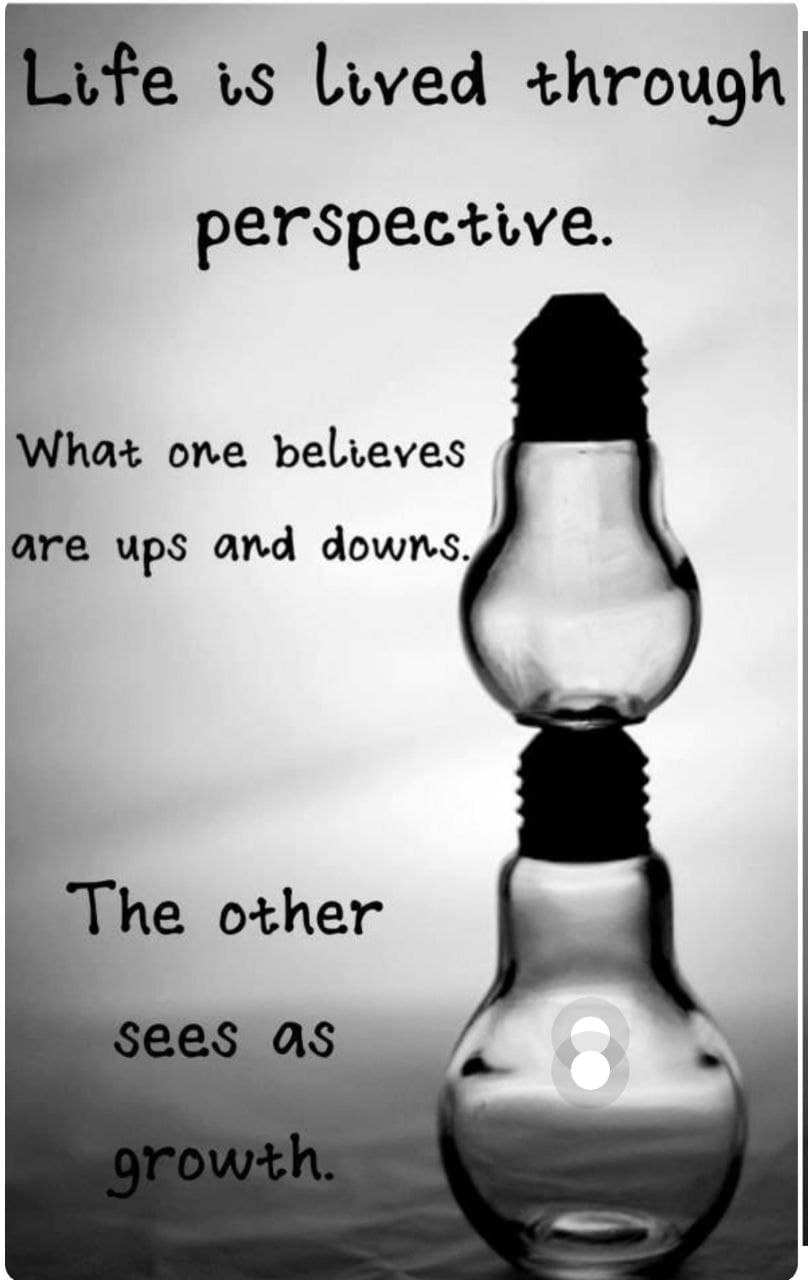 Life is lived through
perspective.
What one believes
are ups and downs.
The other
sees as
growth.